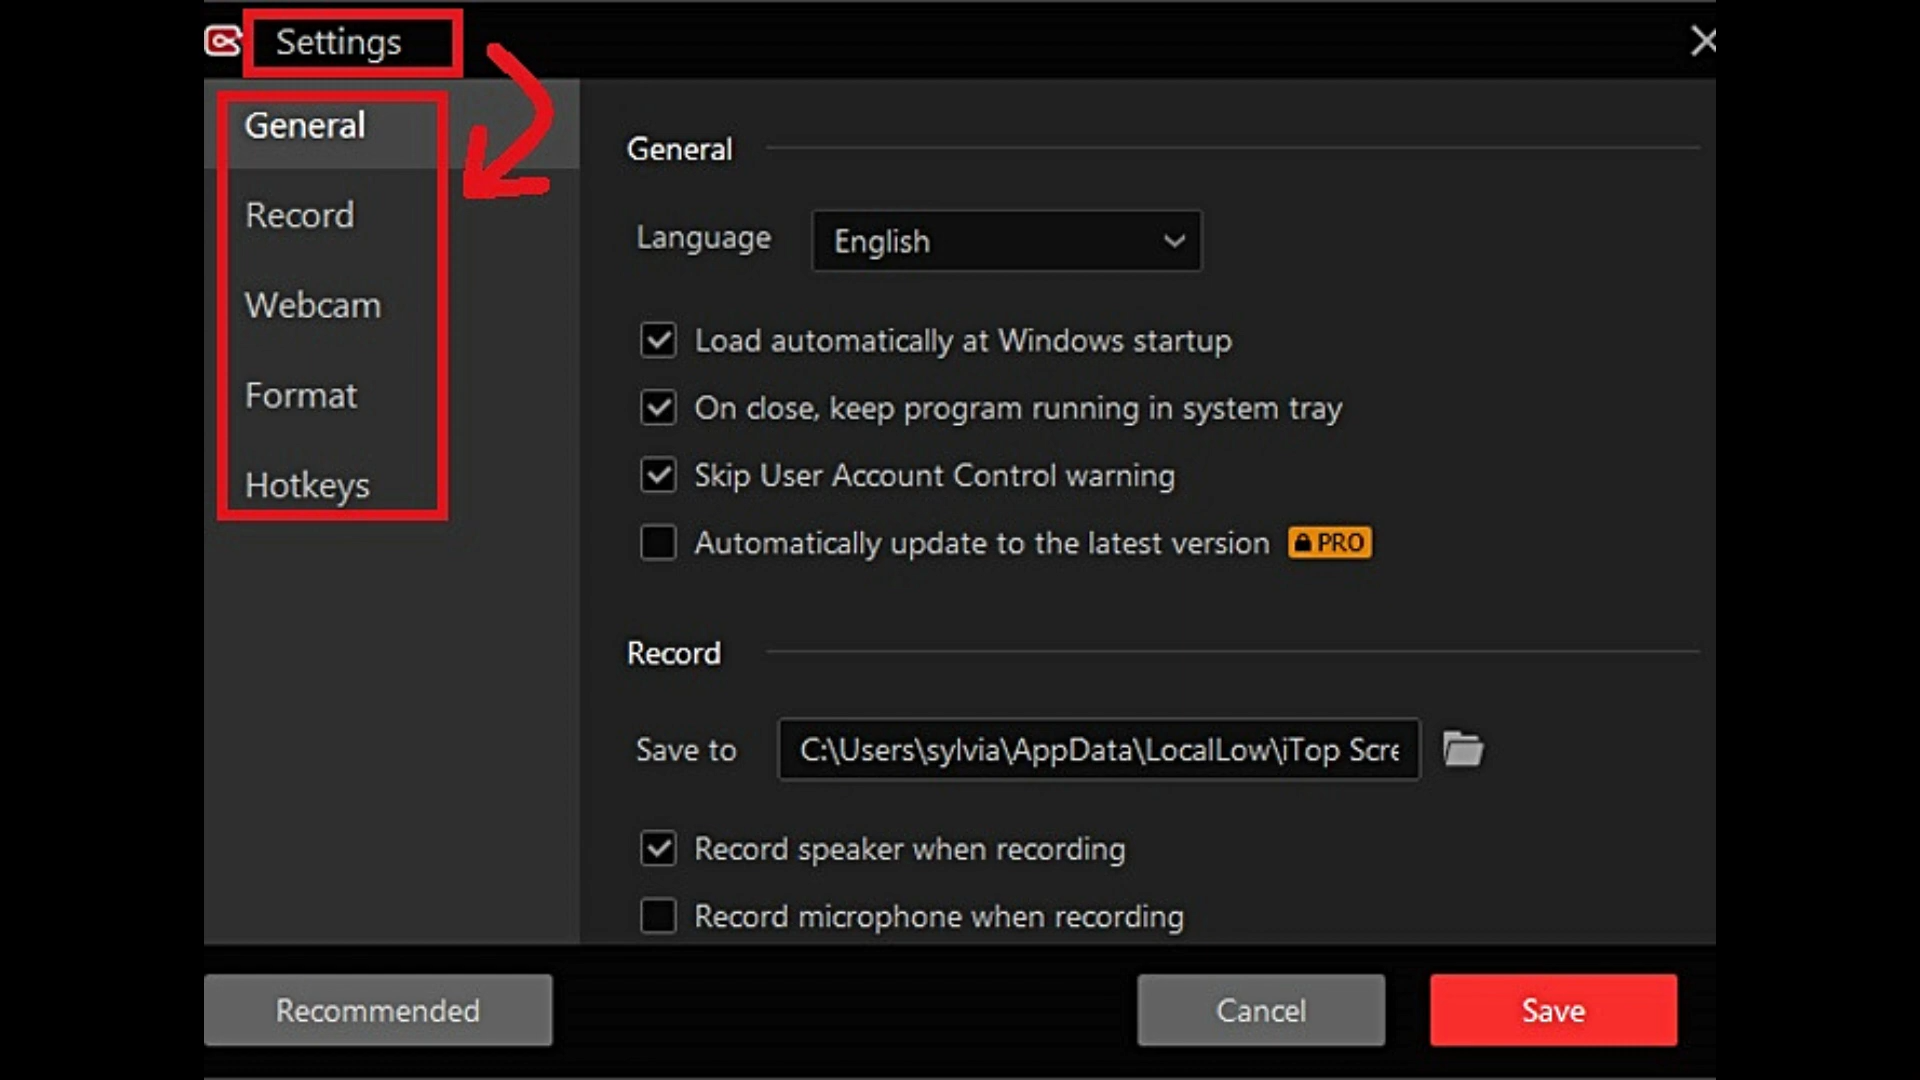 Settings
General
Record
Webcam
Format
Hotkeys
General
Language English
Load automatically at Windows startup
On close, keep program running in system tray
Skip User Account Control warning
Automatically update to the latest version PRO
Record
Save to C:\Users\sylvia\AppData\LocalLow\iTop Scre
Record speaker when recording
Record microphone when recording
Recommended Cancel Save